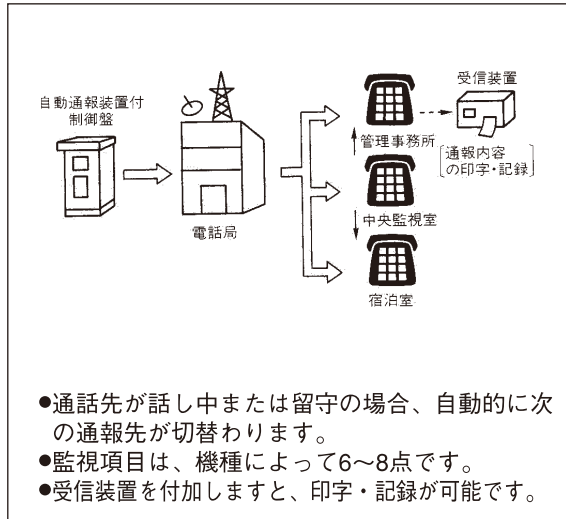 自動通報装置付
制御盤
電話局
管理事務所
受信装置
通報内容
の印字・記録
中央監視室
宿泊室
●通話先が話し中または留守の場合、自動的に次
の通報先が切替わります。
●監視項目は、機種によって6〜8点です。
●受信装置を付加しますと、印字・記録が可能です。